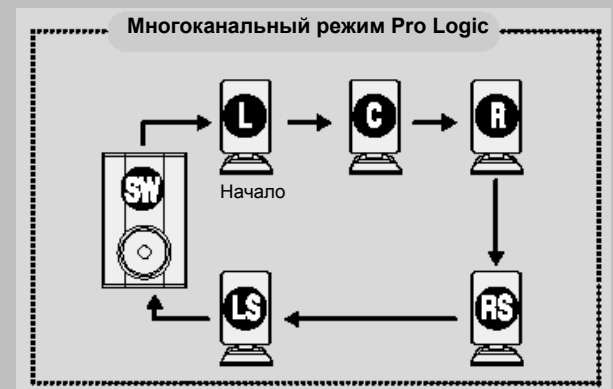 Многоканальный режим Pro Logic
L C R
SW
Начало
LS RS